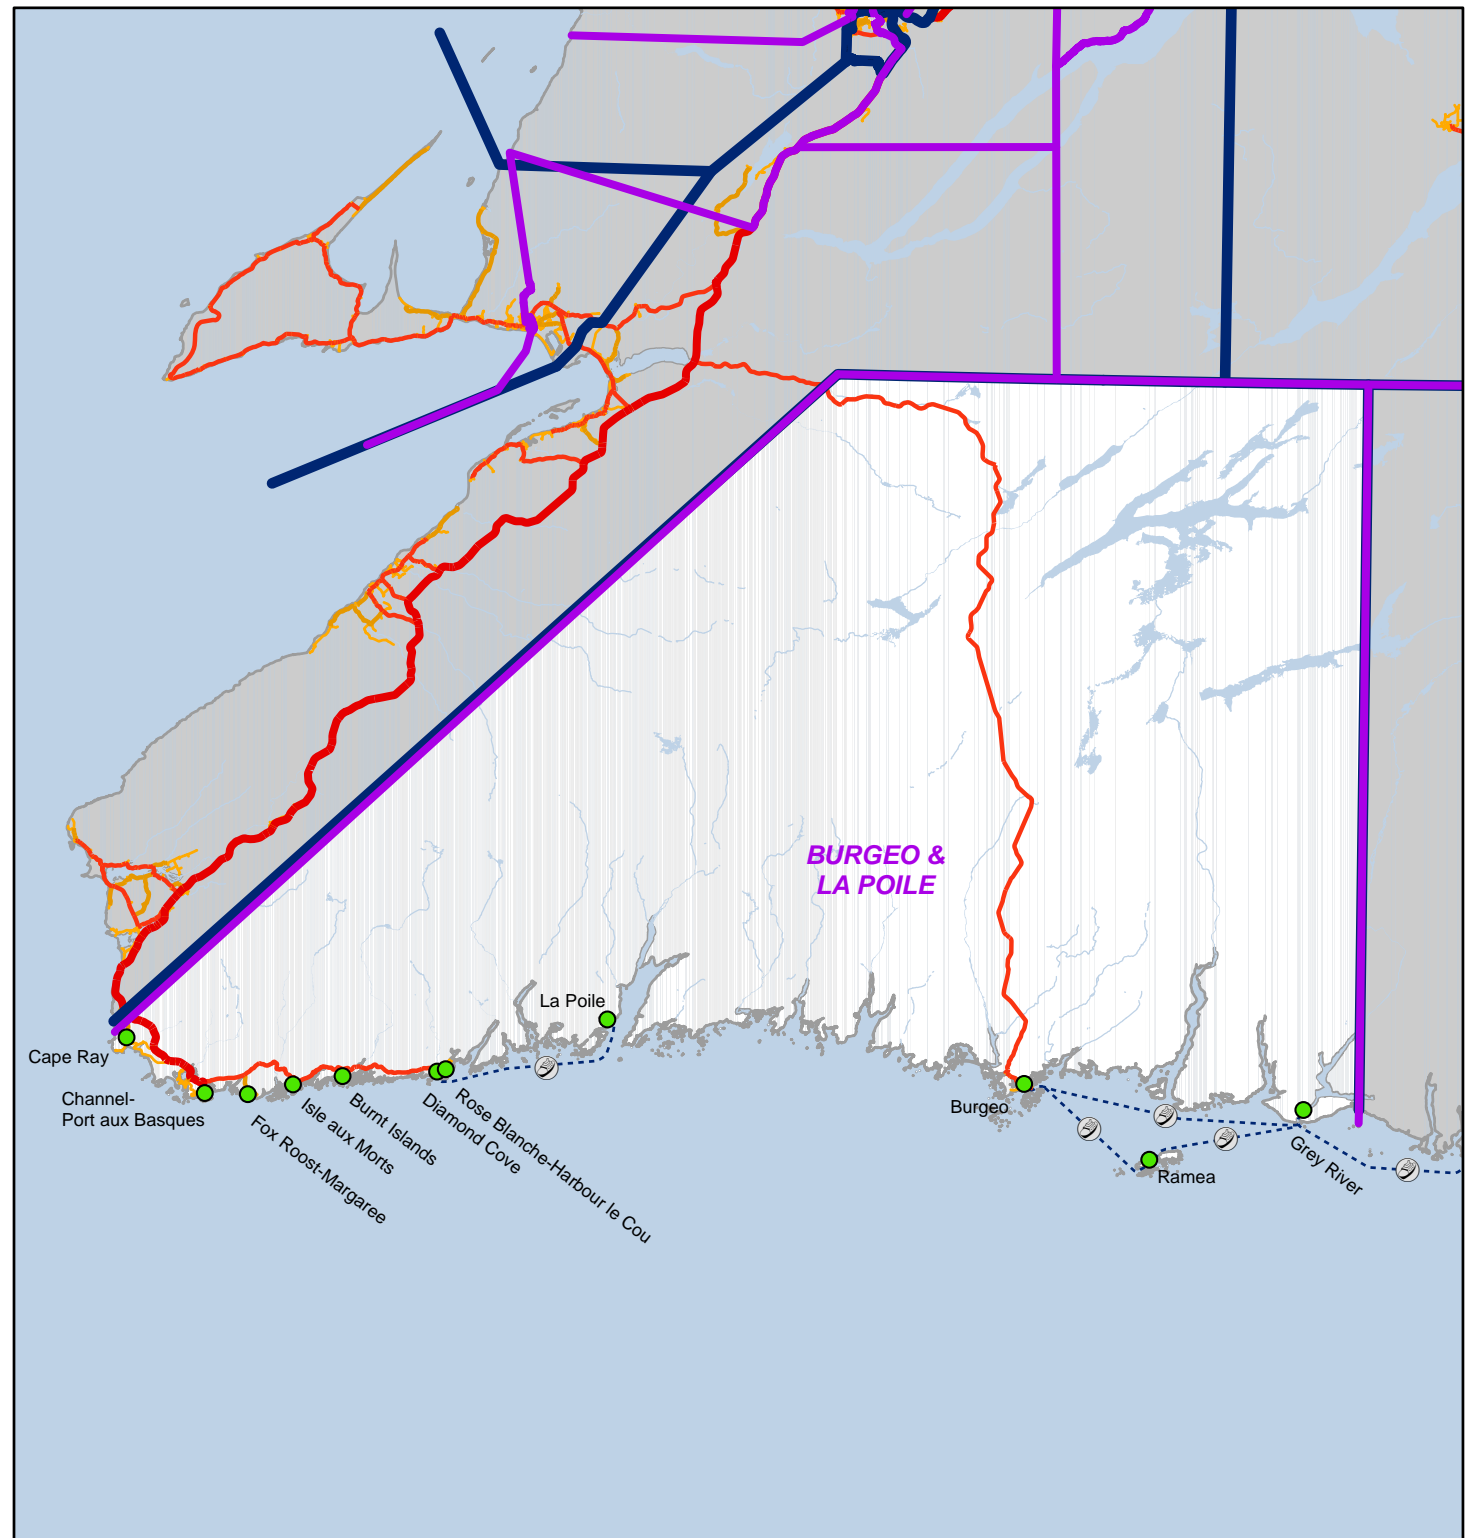 BURGEO &
LA POILE
La Poile
Cape Ray
Channel-
Port aux Basques
Fox Roost-Margaree
Isle aux Morts
Burnt Islands
Diamond Cove
Rose Blanche-Harbour le Cou
Burgeo
Ramea
Grey River